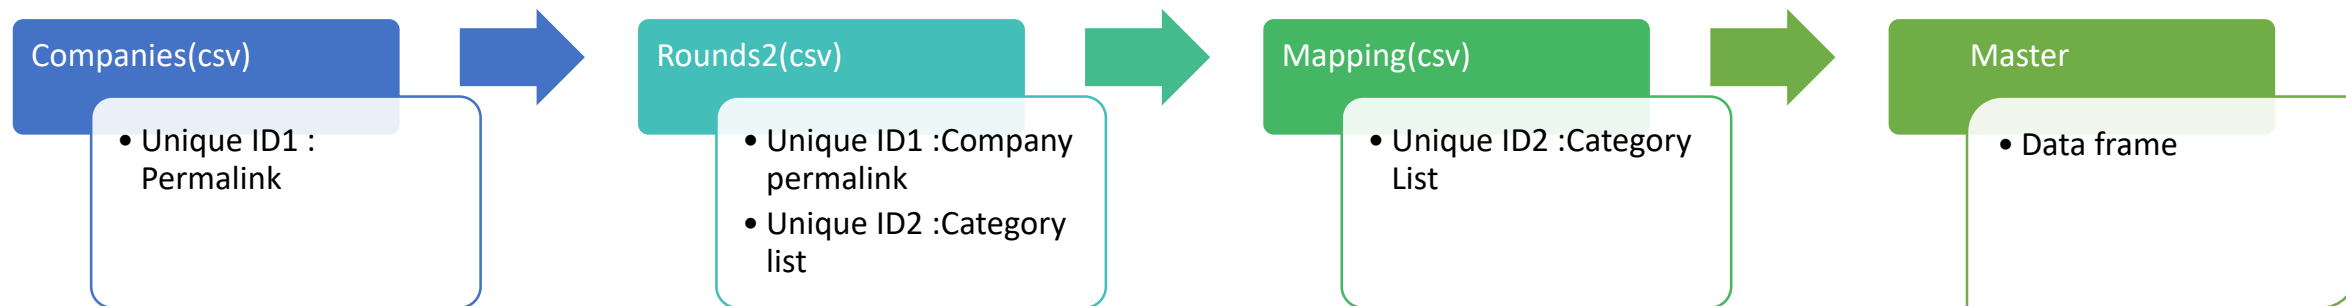 Companies(csv)
• Unique ID1 :
Permalink
Rounds2(csv)
• Unique ID1 :Company
permalink
• Unique ID2 :Category
list
Mapping(csv)
• Unique ID2 :Category
List
Master
• Data frame